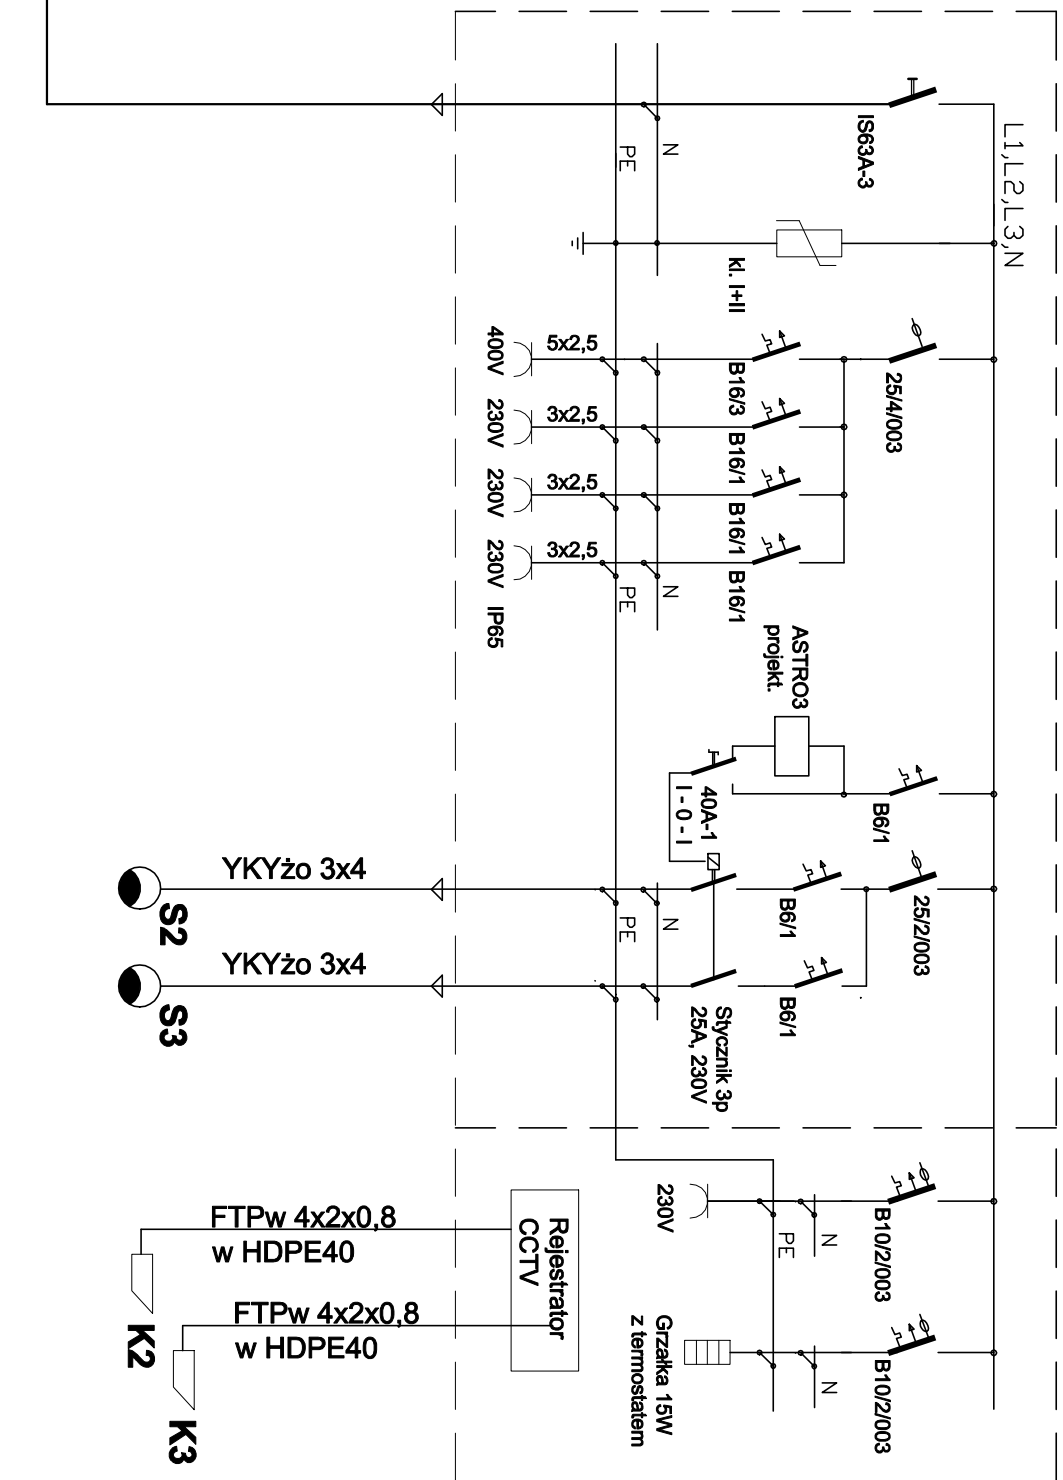 L1,L2,L3,N
IS63A-3
N
PE
kl. I+II
25/4/003
B16/3
B16/1
B16/1
B16/1
5x2,5
3x2,5
3x2,5
3x2,5
400V
230V
230V
230V
IP65
N
PE
ASTRO3
projekt.
B6/1
40A-1
I - 0 - I
25/2/003
B6/1
B6/1
N
PE
Stycznik 3p
25A, 230V
YKYżo 3x4
S2
YKYżo 3x4
S3
B10/2/003
N
PE
230V
B10/2/003
N
Grzałka 15W
z termostatem
Rejestrator
CCTV
FTPw 4x2x0,8
w HDPE40
K2
FTPw 4x2x0,8
w HDPE40
K3